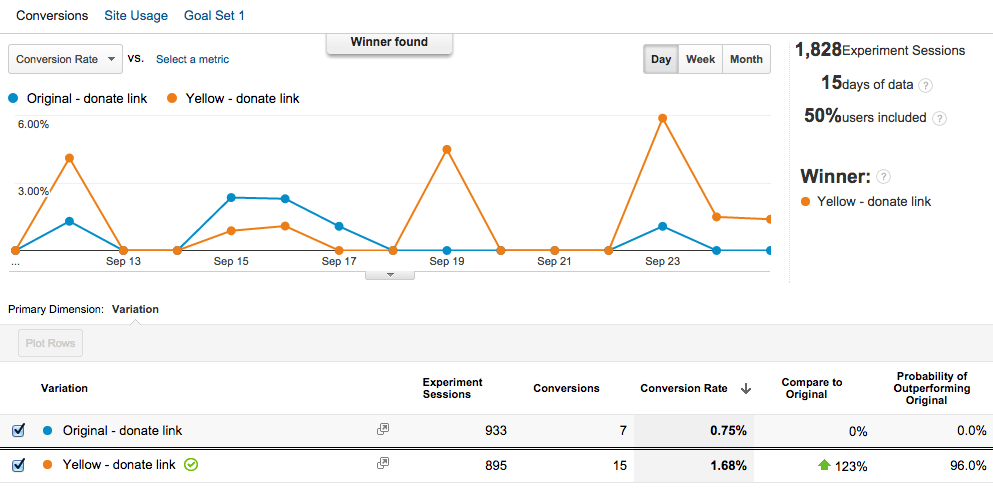 Conversions Site Usage Goal Set 1
Winner found
Conversion Rate vs. Select a metric
Day Week Month
Original - donate link Yellow - donate link
6.00%
3.00%
... Sep 13 Sep 15 Sep 17 Sep 19 Sep 21 Sep 23
1,828 Experiment Sessions
15 days of data ?
50% users included ?
Winner: ?
Yellow - donate link
Primary Dimension: Variation
Plot Rows
Variation Experiment Sessions Conversions Conversion Rate Compare to Original Probability of Outperforming Original
Original - donate link 933 7 0.75% 0% 0.0%
Yellow - donate link 895 15 1.68% 123% 96.0%